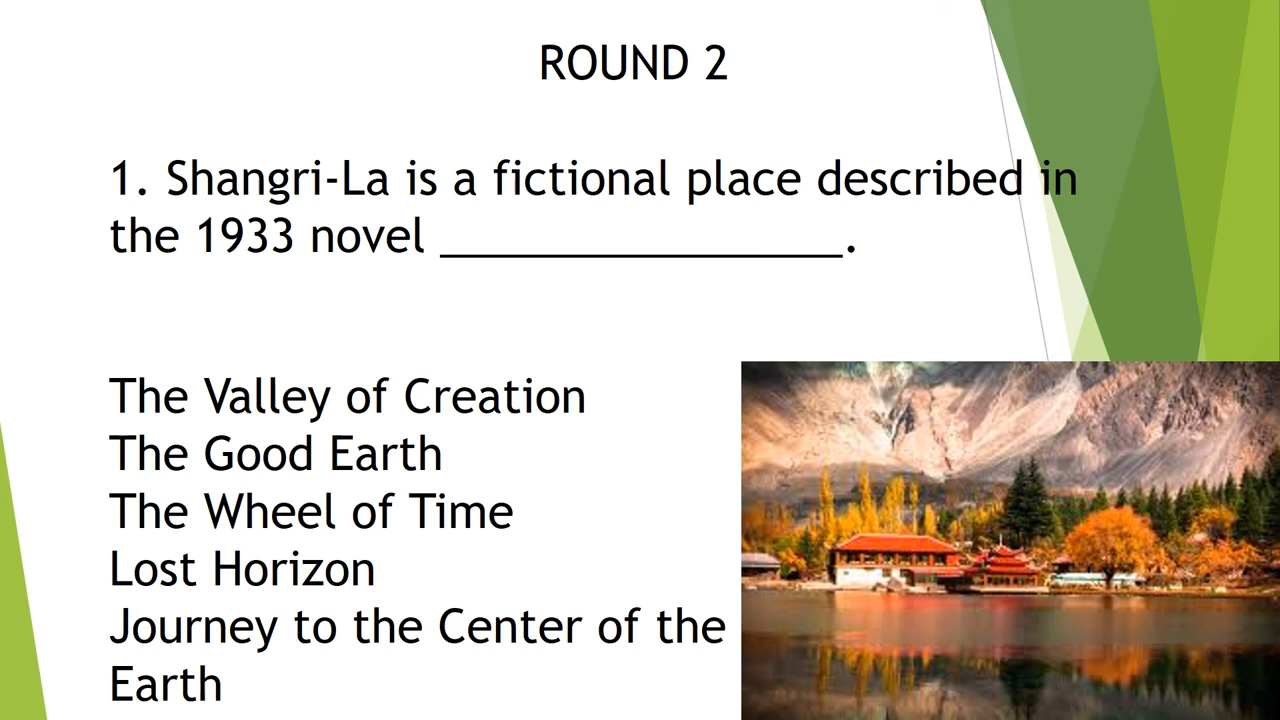 ROUND 2
1. Shangri-La is a fictional place described in
the 1933 novel _________________.
The Valley of Creation
The Good Earth
The Wheel of Time
Lost Horizon
Journey to the Center of the
Earth